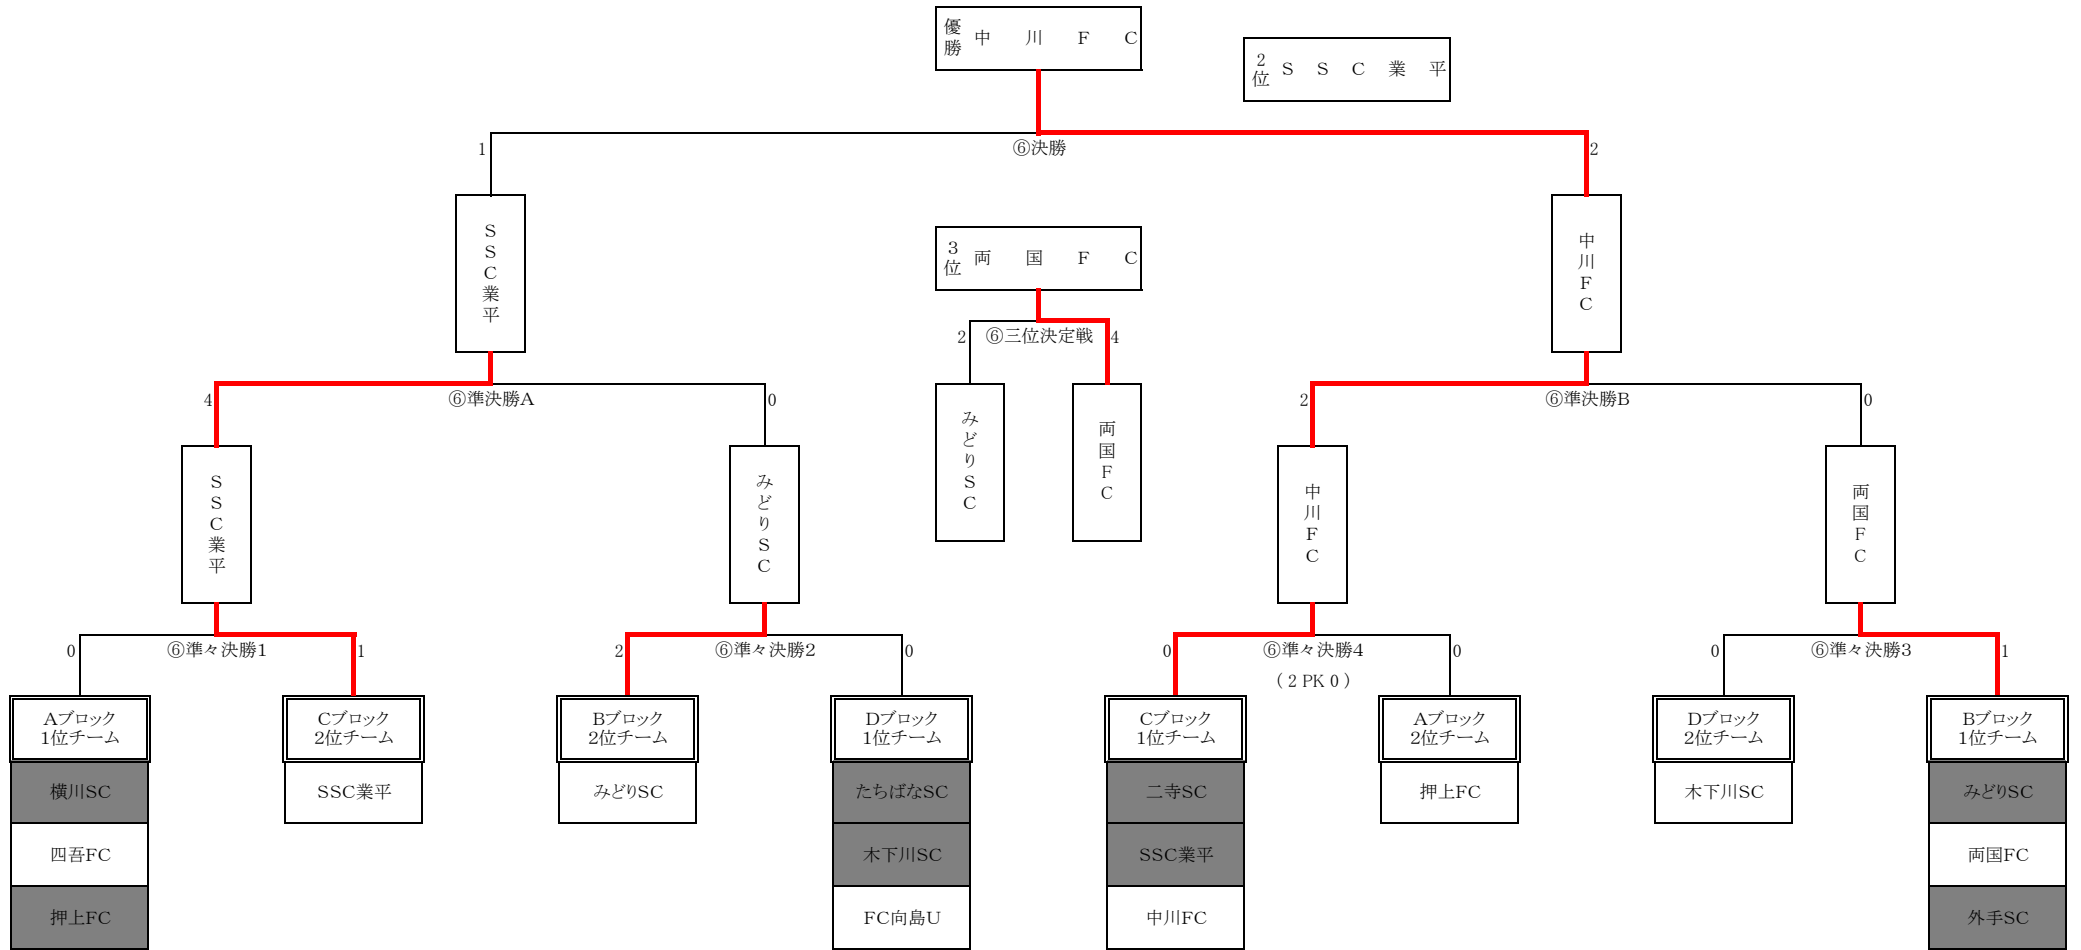 優勝 中川FC
2位 SSC業平
1 ⑥決勝 2
SSC業平
3位 両国FC
中川FC
2 ⑥三位決定戦 4
4 ⑥準決勝A 0
みどりSC
両国FC
2 ⑥準決勝B 0
SSC業平
みどりSC
中川FC
両国FC
0 ⑥準々決勝1 1
2 ⑥準々決勝2 0
0 ⑥準々決勝4 0
(2 PK 0)
0 ⑥準々決勝3 1
Aブロック
1位チーム
Cブロック
2位チーム
Bブロック
2位チーム
Dブロック
1位チーム
Cブロック
1位チーム
Aブロック
2位チーム
Dブロック
2位チーム
Bブロック
1位チーム
横川SC
SSC業平
みどりSC
たちばなSC
二寺SC
押上FC
木下川SC
みどりSC
四吾FC
木下川SC
SSC業平
両国FC
押上FC
FC向島U
中川FC
外手SC